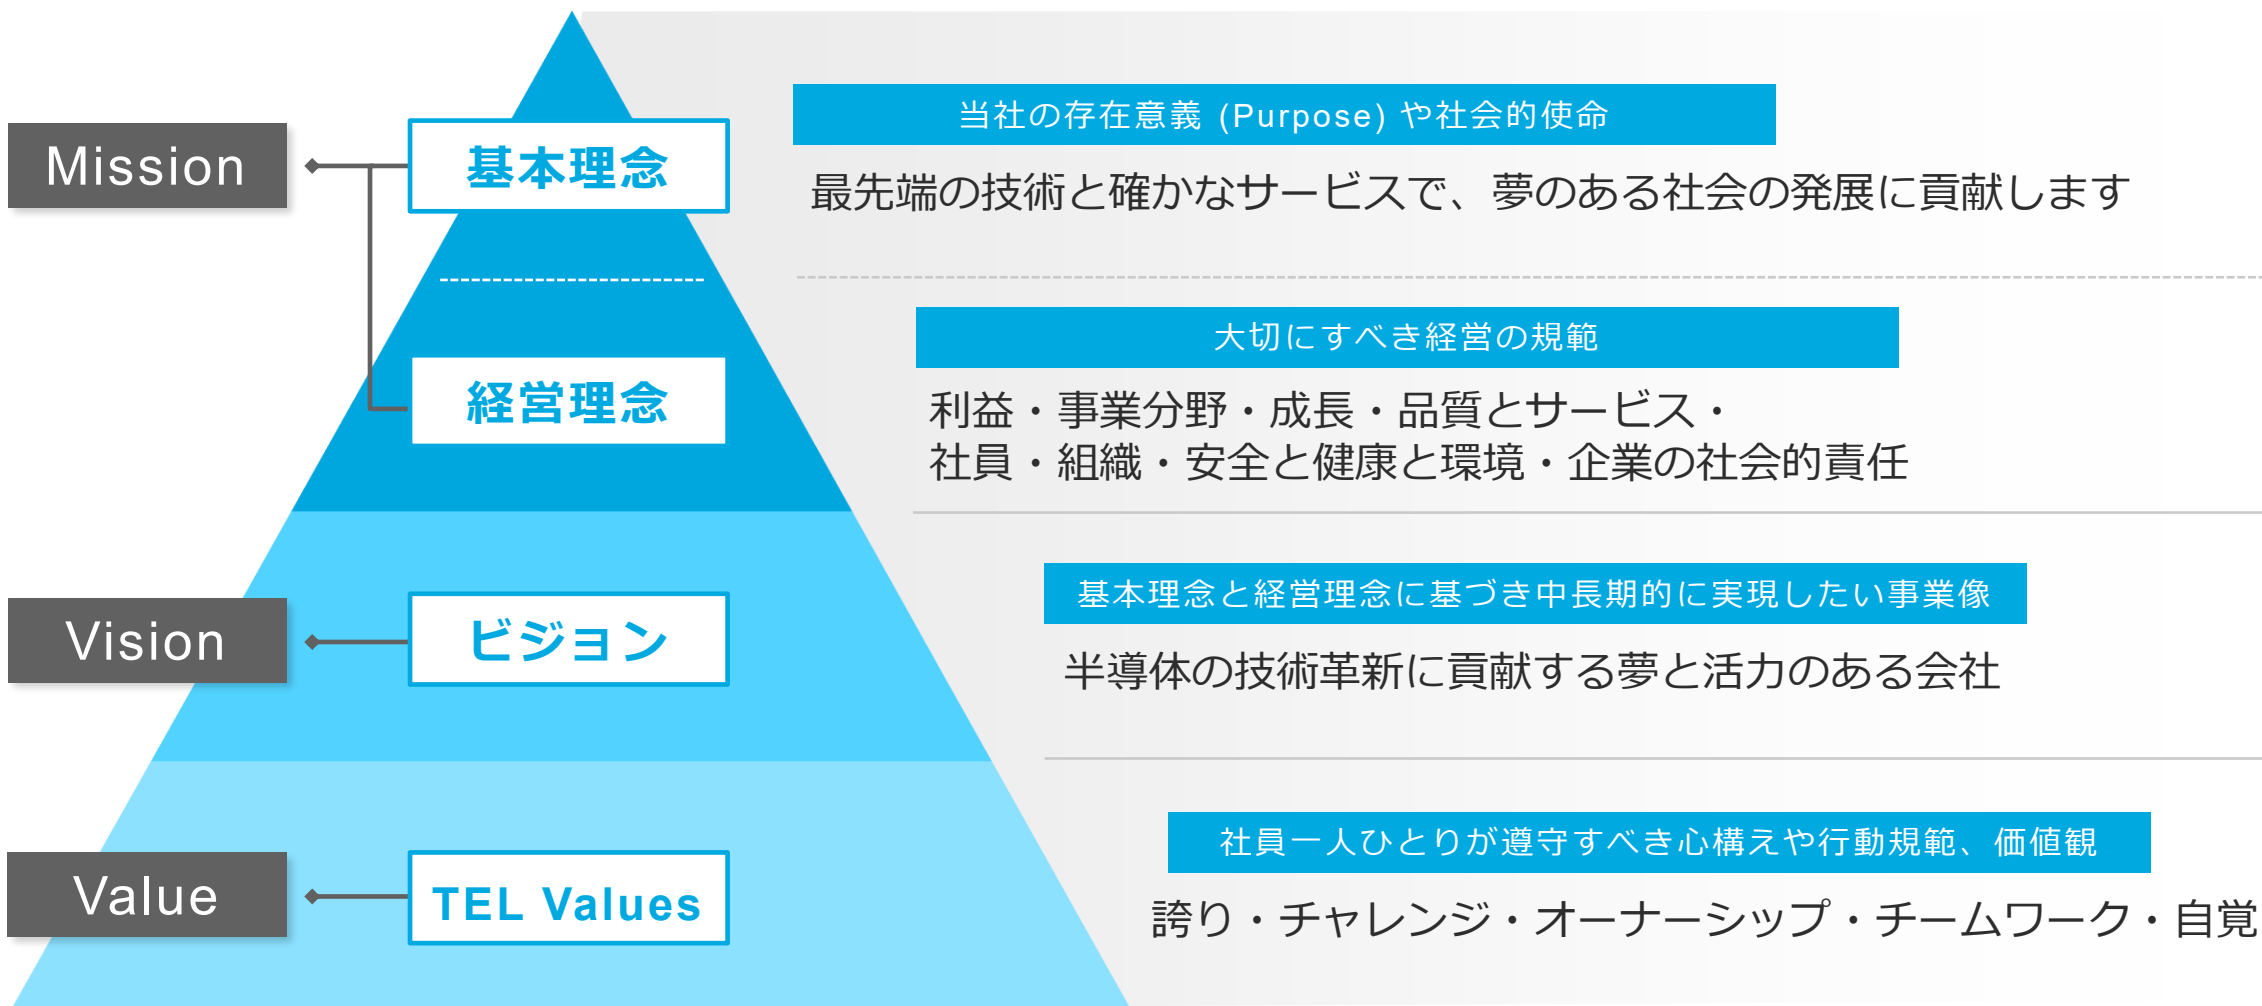 Mission
基本理念
当社の存在意義 (Purpose) や社会的使命
最先端の技術と確かなサービスで、夢のある社会の発展に貢献します
経営理念
大切にすべき経営の規範
利益・事業分野・成長・品質とサービス・
社員・組織・安全と健康と環境・企業の社会的責任
Vision
ビジョン
基本理念と経営理念に基づき中長期的に実現したい事業像
半導体の技術革新に貢献する夢と活力のある会社
Value
TEL Values
社員一人ひとりが遵守すべき心構えや行動規範、価値観
誇り・チャレンジ・オーナーシップ・チームワーク・自覚